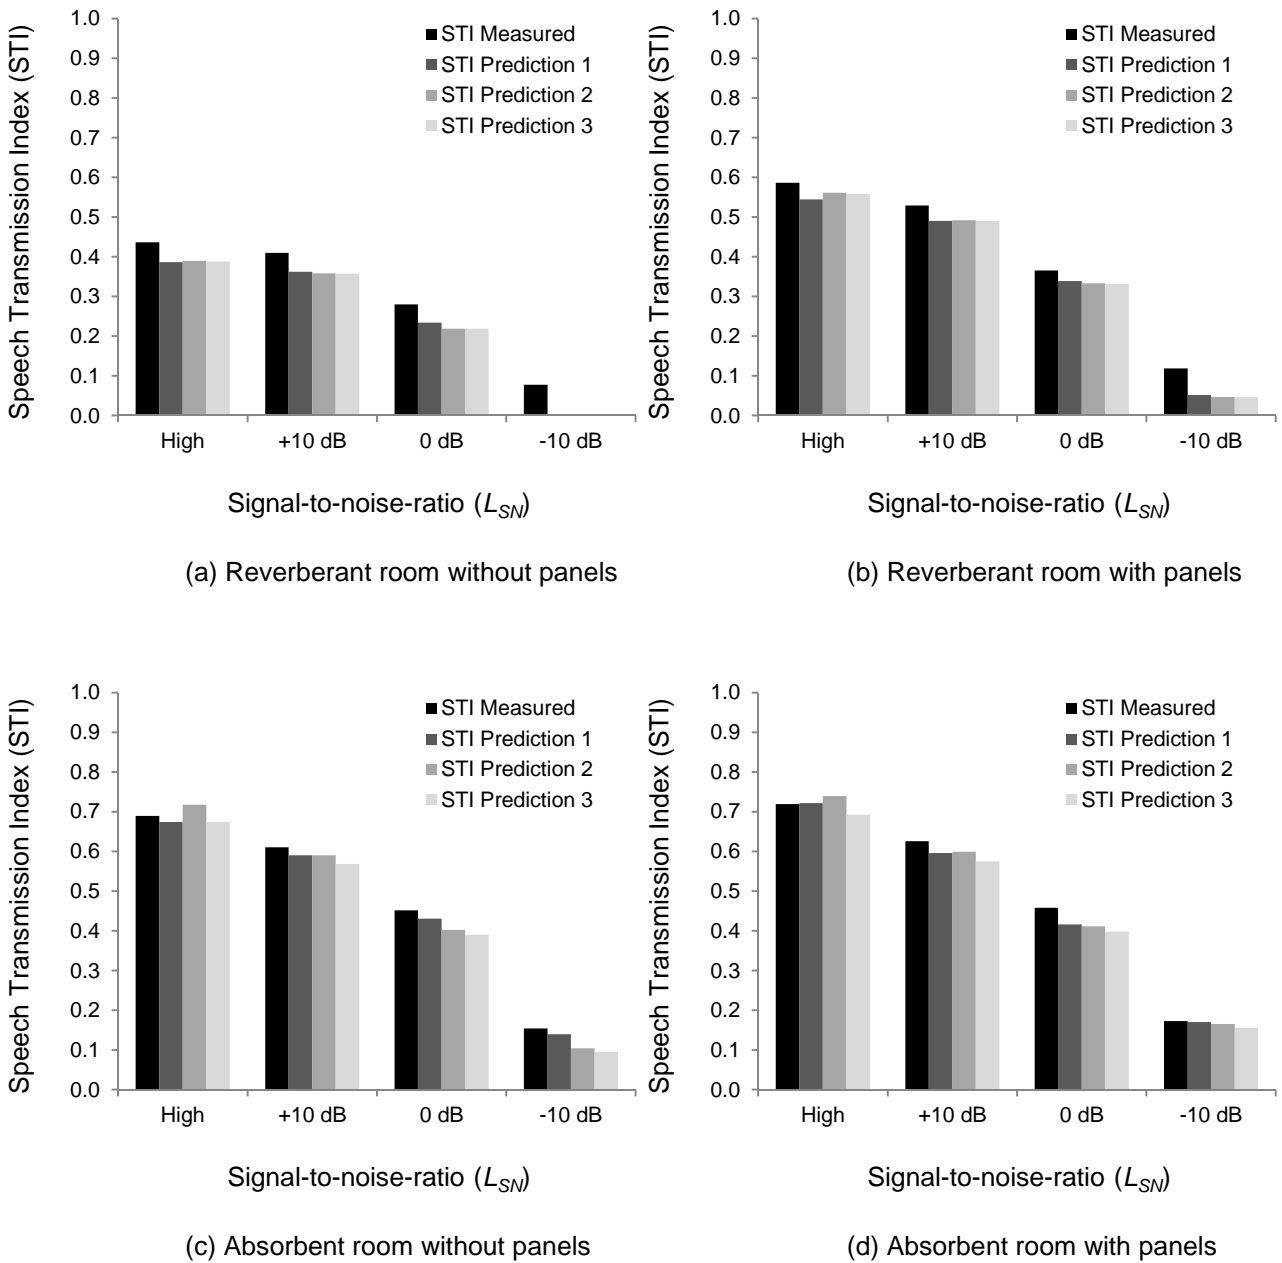 Speech Transmission Index (STI)
1.0
0.9
0.8
0.7
0.6
0.5
0.4
0.3
0.2
0.1
0.0
STI Measured
STI Prediction 1
STI Prediction 2
STI Prediction 3
High
+10 dB
0 dB
-10 dB
Signal-to-noise-ratio (LSN)
(a) Reverberant room without panels
Speech Transmission Index (STI)
1.0
0.9
0.8
0.7
0.6
0.5
0.4
0.3
0.2
0.1
0.0
STI Measured
STI Prediction 1
STI Prediction 2
STI Prediction 3
High
+10 dB
0 dB
-10 dB
Signal-to-noise-ratio (LSN)
(b) Reverberant room with panels
Speech Transmission Index (STI)
1.0
0.9
0.8
0.7
0.6
0.5
0.4
0.3
0.2
0.1
0.0
STI Measured
STI Prediction 1
STI Prediction 2
STI Prediction 3
High
+10 dB
0 dB
-10 dB
Signal-to-noise-ratio (LSN)
(c) Absorbent room without panels
Speech Transmission Index (STI)
1.0
0.9
0.8
0.7
0.6
0.5
0.4
0.3
0.2
0.1
0.0
STI Measured
STI Prediction 1
STI Prediction 2
STI Prediction 3
High
+10 dB
0 dB
-10 dB
Signal-to-noise-ratio (LSN)
(d) Absorbent room with panels